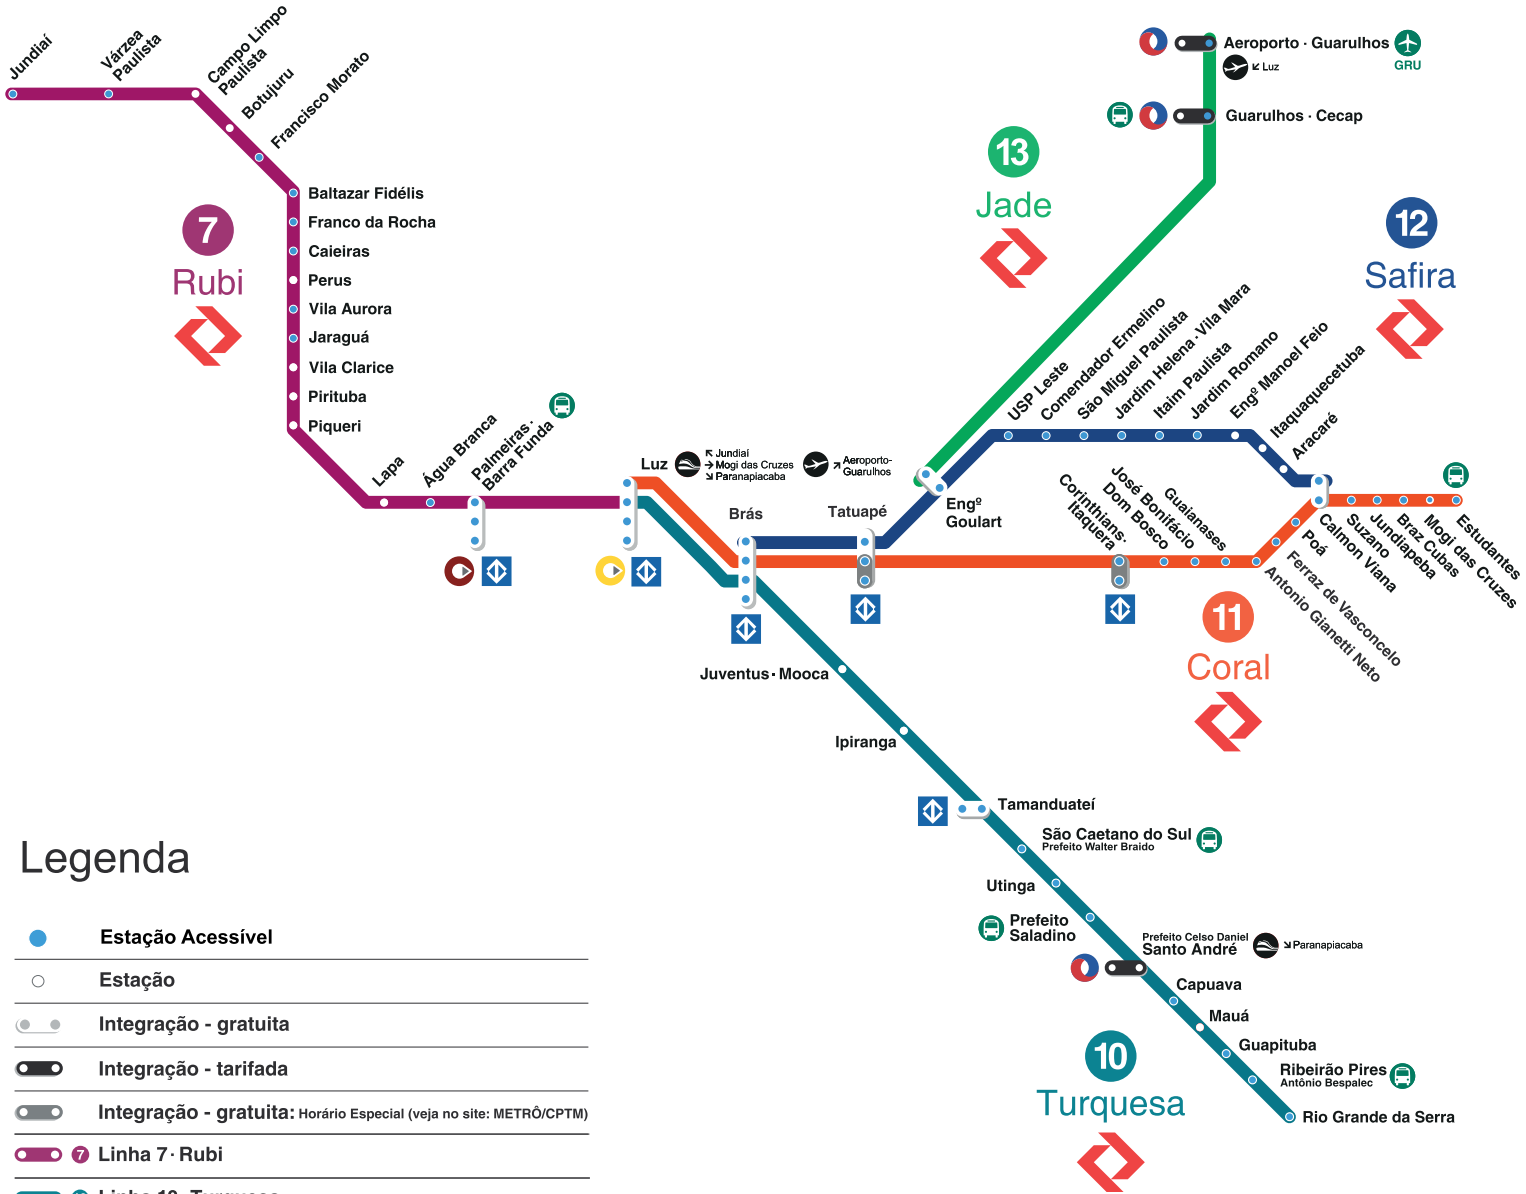 Jundiaí
Várzea
Paulista
Campo Limpo
Paulista
Botujuru
Francisco Morato
Baltazar Fidélis
Franco da Rocha
Caieiras
Perus
Vila Aurora
Jaraguá
Vila Clarice
Pirituba
Piqueri
7
Rubi
Lapa
Água Branca
Palmeiras·
Barra Funda
Luz
Jundiaí
Mogi das Cruzes
Paranapiacaba
Aeroporto-
Guarulhos
Brás
Tatuapé
Engº
Goulart
Aeroporto · Guarulhos
GRU
Luz
Guarulhos · Cecap
13
Jade
12
Safira
USP Leste
Comendador Ermelino
São Miguel Paulista
Jardim Helena · Vila Mara
Itaim Paulista
Jardim Romano
Engº Manoel Feio
Itaquaquecetuba
Aracaré
Corinthians-
Itaquera
Dom Bosco
José Bonifácio
Guaianases
Antonio Gianetti Neto
Ferraz de Vasconcelo
Poá
Calmon Viana
Suzano
Jundiapeba
Braz Cubas
Mogi das Cruzes
Estudantes
11
Coral
Juventus · Mooca
Ipiranga
Tamanduateí
São Caetano do Sul
Prefeito Walter Braido
Utinga
Prefeito
Saladino
Prefeito Celso Daniel
Santo André
Paranapiacaba
Capuava
Mauá
Guapituba
Ribeirão Pires
Antônio Bespalec
Rio Grande da Serra
10
Turquesa
Legenda
Estação Acessível
Estação
Integração - gratuita
Integração - tarifada
Integração - gratuita: Horário Especial (veja no site: METRÔ/CPTM)
7 Linha 7 · Rubi